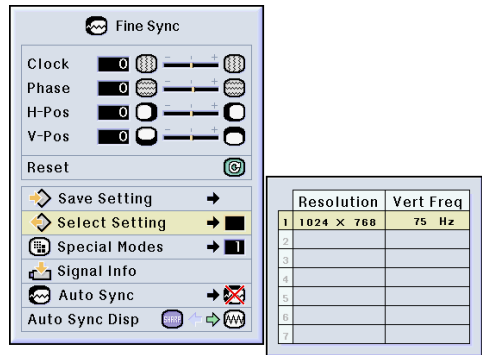 Fine Sync
Clock 0 - +
Phase 0 - +
H-Pos 0 - +
V-Pos 0 - +
Reset
Save Setting
Select Setting
Special Modes 1
Signal Info
Auto Sync
Auto Sync Disp SHARP
Resolution Vert Freq
1 1024 × 768 75 Hz
2
3
4
5
6
7